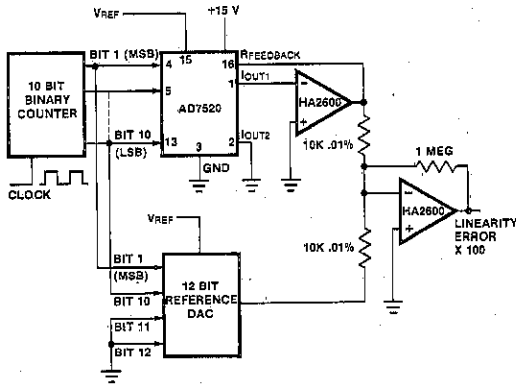 VREF
+15 V
BIT 1 (MSB)
4
15
16
RFEEDBACK
10 BIT
BINARY
COUNTER
5
AD7520
1
IOUT1
-
HA2600
+
BIT 10
(LSB)
13
3
2
IOUT2
GND
10K .01%
1 MEG
CLOCK
-
HA2600
+
LINEARITY
ERROR
X 100
VREF
10K .01%
BIT 1
(MSB)
12 BIT
REFERENCE
DAC
BIT 10
BIT 11
BIT 12